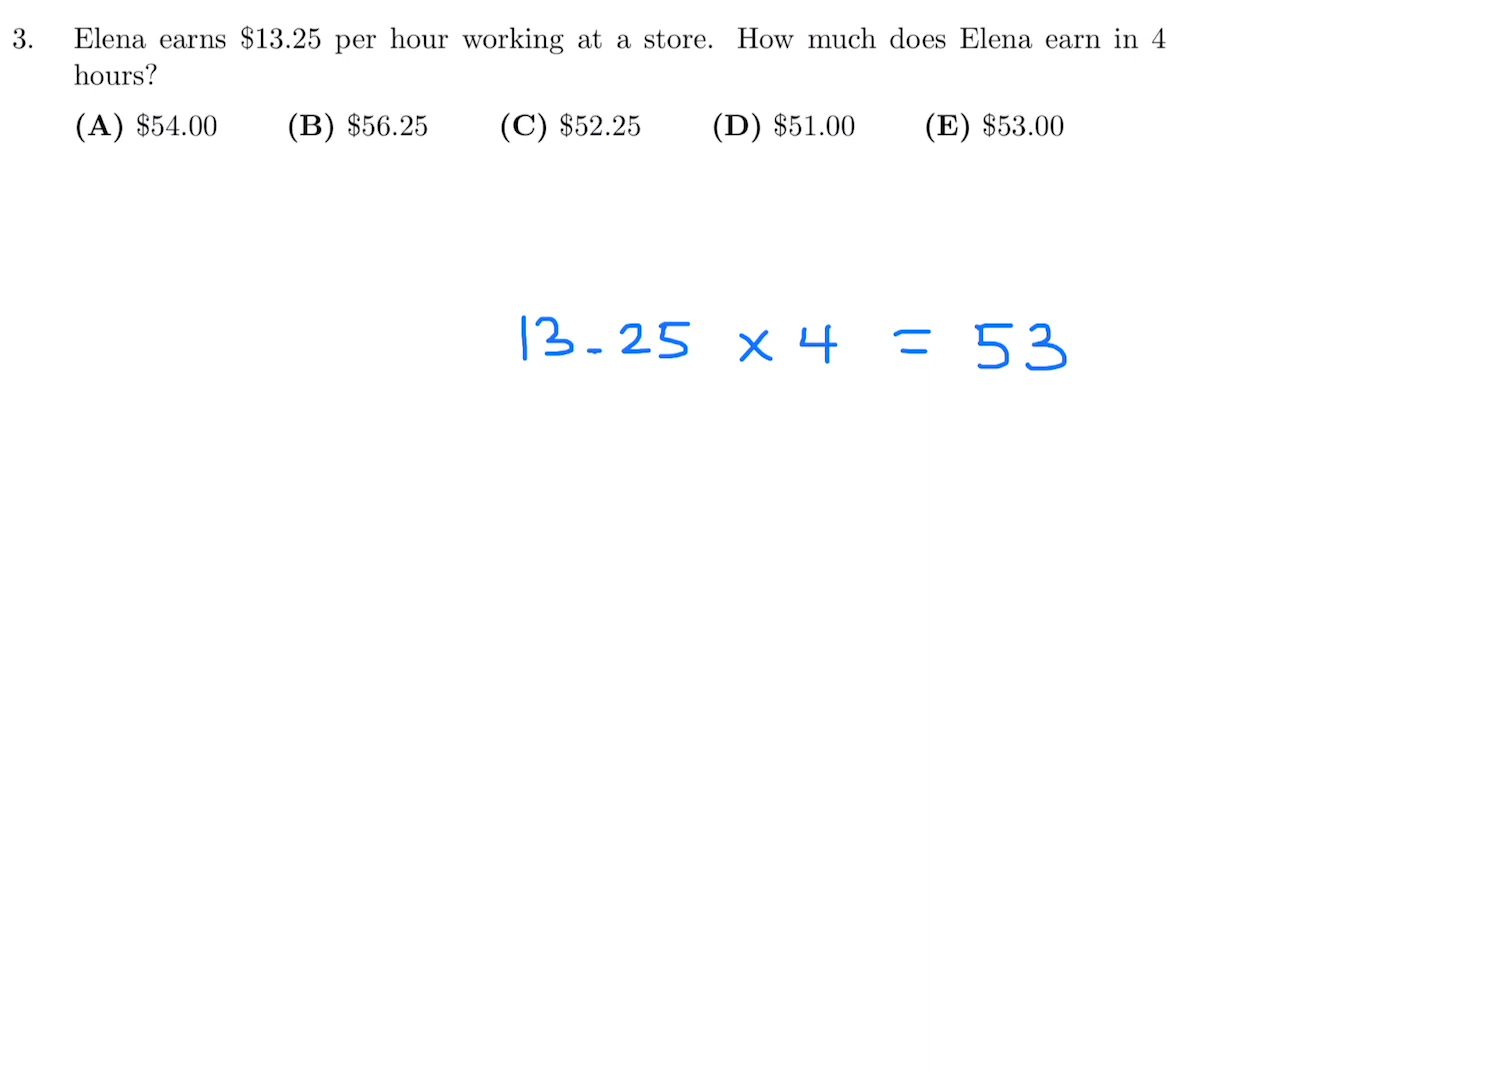 3. Elena earns $13.25 per hour working at a store. How much does Elena earn in 4
hours?
(A) $54.00 (B) $56.25 (C) $52.25 (D) $51.00 (E) $53.00
13.25 × 4 = 53